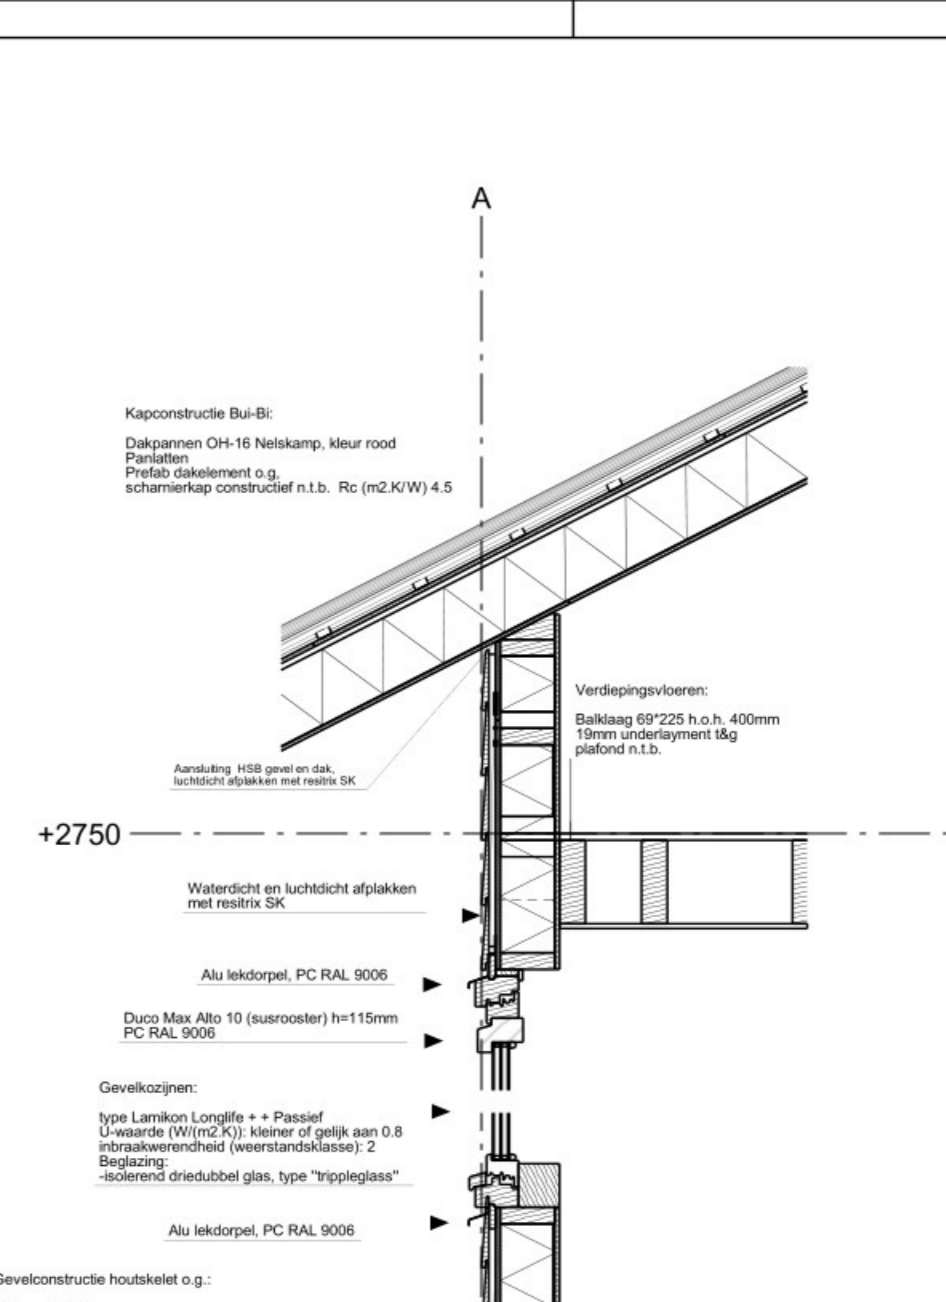 A
Kapconstructie Bui-Bi:
Dakpannen OH-16 Nelskamp, kleur rood
Panlatten
Prefab dakelement o.g,
scharnierkap constructief n.t.b. Rc (m2.K/W) 4.5
Verdiepingsvloeren:
Balklaag 69*225 h.o.h. 400mm
19mm underlayment t&g
plafond n.t.b.
Aansluiting HSB gevel en dak,
luchtdicht afplakken met resitrix SK
+2750
Waterdicht en luchtdicht afplakken
met resitrix SK
Alu lekdorpel, PC RAL 9006
Duco Max Alto 10 (susrooster) h=115mm
PC RAL 9006
Gevelkozijnen:
type Lamikon Longlife + + Passief
U-waarde (W/(m2.K)): kleiner of gelijk aan 0.8
inbraakwerendheid (weerstandsklasse): 2
Beglazing:
-isolerend driedubbel glas, type "trippleglass"
Alu lekdorpel, PC RAL 9006
Gevelconstructie houtskelet o.g.: